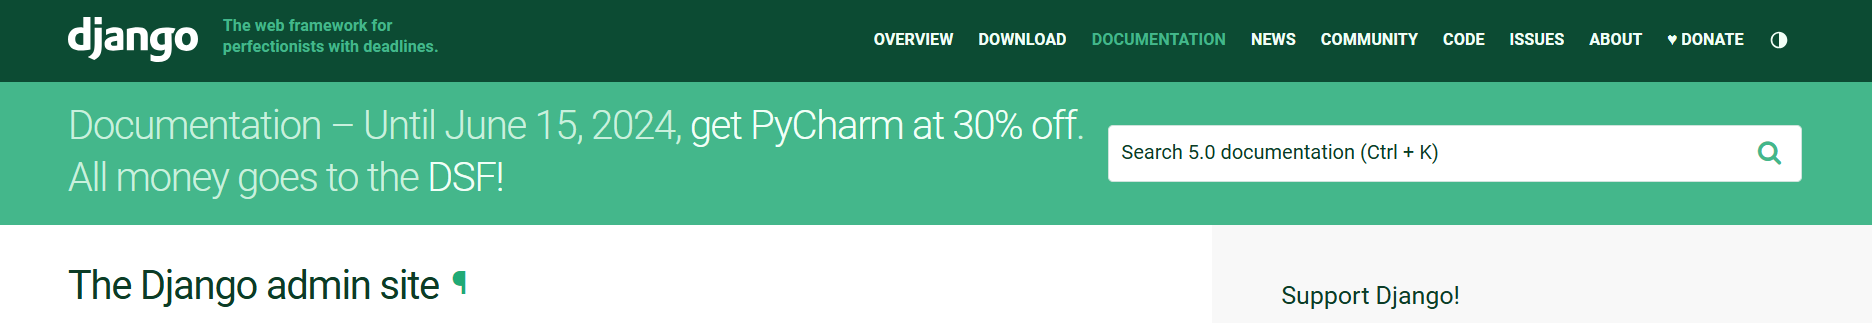 django
The web framework for
perfectionists with deadlines.
OVERVIEW DOWNLOAD DOCUMENTATION NEWS COMMUNITY CODE ISSUES ABOUT ♥ DONATE
Documentation – Until June 15, 2024, get PyCharm at 30% off.
All money goes to the DSF!
Search 5.0 documentation (Ctrl + K)
The Django admin site ¶
Support Django!